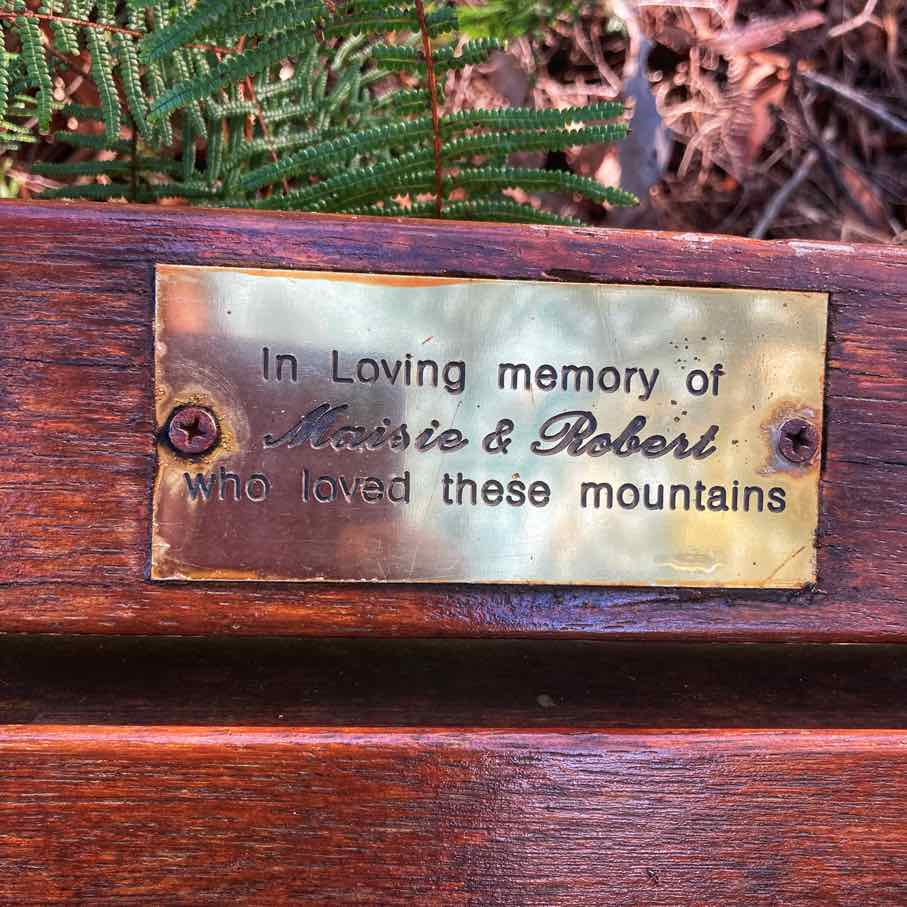 In Loving memory of
Maisie & Robert
who loved these mountains